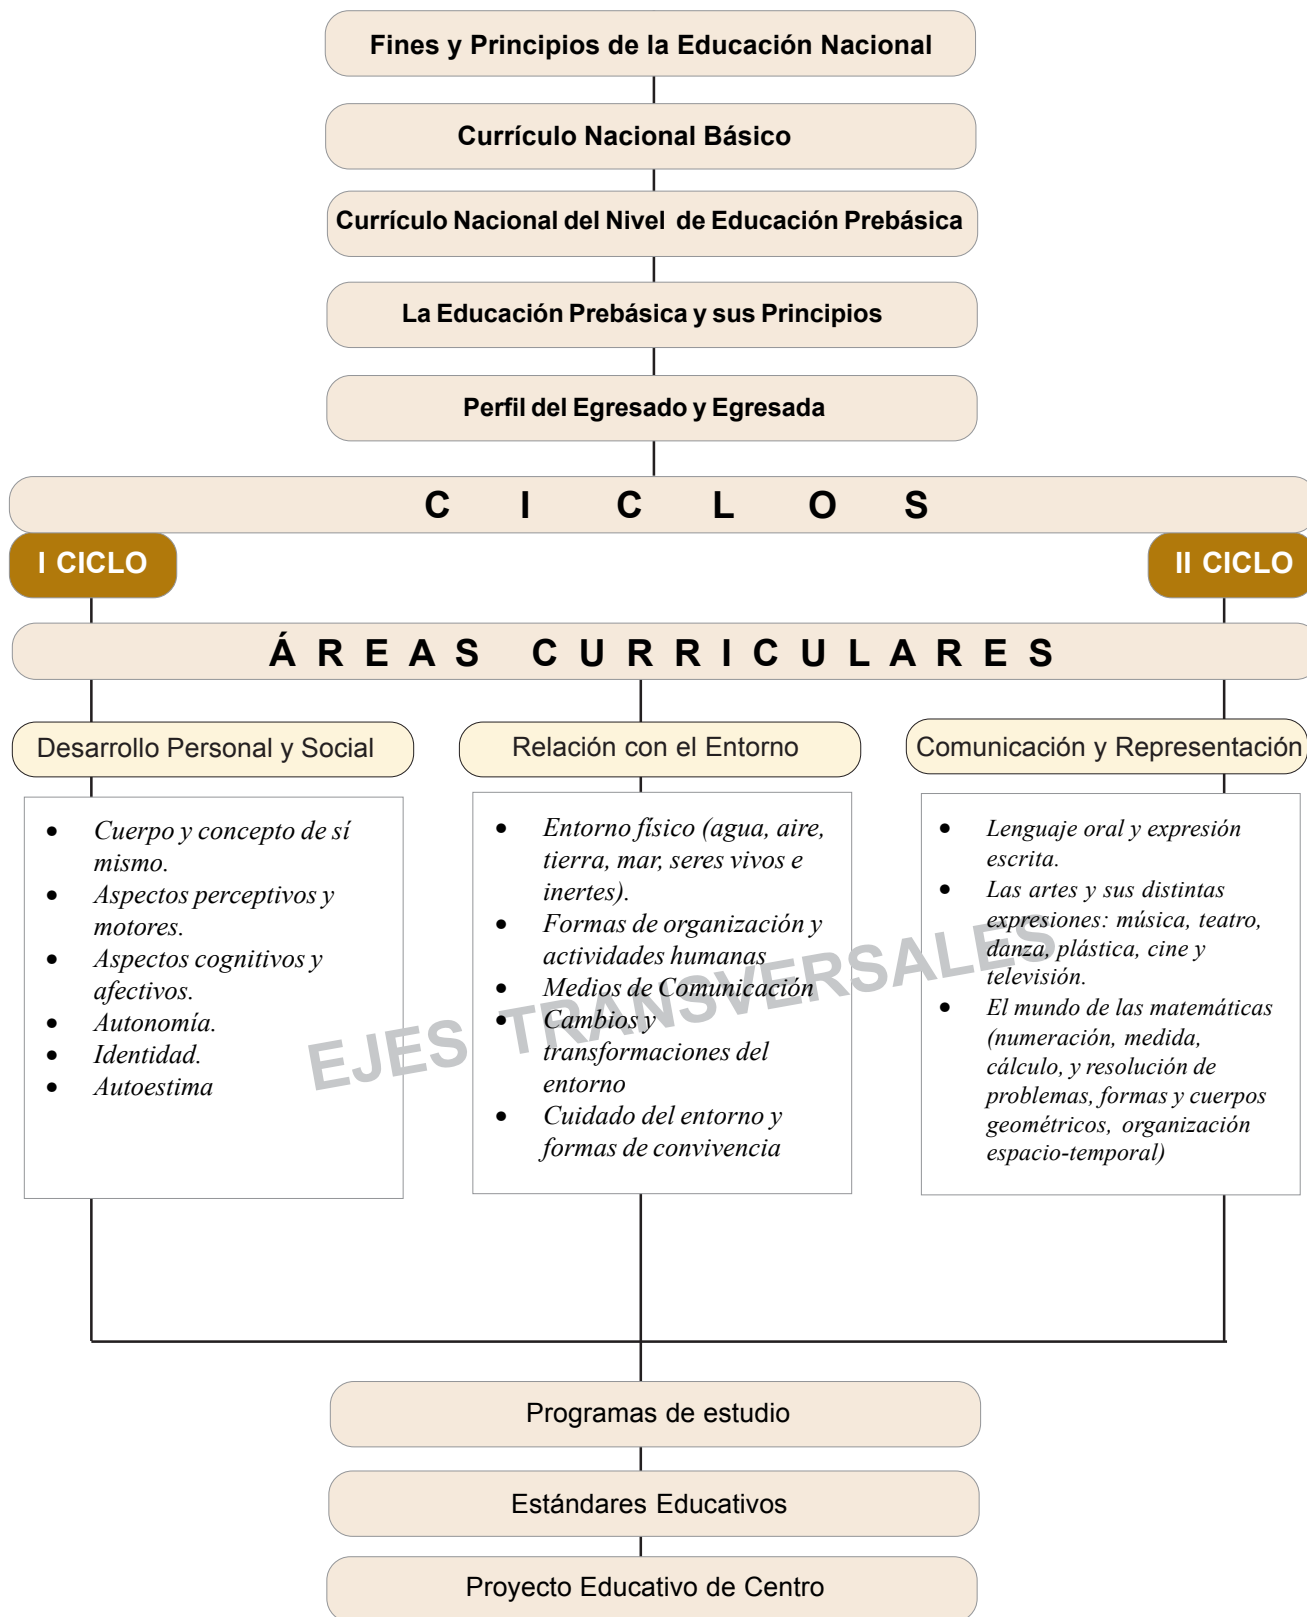 Fines y Principios de la Educación Nacional
Currículo Nacional Básico
Currículo Nacional del Nivel de Educación Prebásica
La Educación Prebásica y sus Principios
Perfil del Egresado y Egresada
C I C L O S
I CICLO
II CICLO
ÁREAS CURRICULARES
Desarrollo Personal y Social
• Cuerpo y concepto de sí
mismo.
• Aspectos perceptivos y
motores.
• Aspectos cognitivos y
afectivos.
• Autonomía.
• Identidad.
• Autoestima
Relación con el Entorno
• Entorno físico (agua, aire,
tierra, mar, seres vivos e
inertes).
• Formas de organización y
actividades humanas
• Medios de Comunicación
• Cambios y
transformaciones del
entorno
• Cuidado del entorno y
formas de convivencia
Comunicación y Representación
• Lenguaje oral y expresión
escrita.
• Las artes y sus distintas
expresiones: música, teatro,
danza, plástica, cine y
televisión.
• El mundo de las matemáticas
(numeración, medida,
cálculo, y resolución de
problemas, formas y cuerpos
geométricos, organización
espacio-temporal)
EJES TRANSVERSALES
Programas de estudio
Estándares Educativos
Proyecto Educativo de Centro